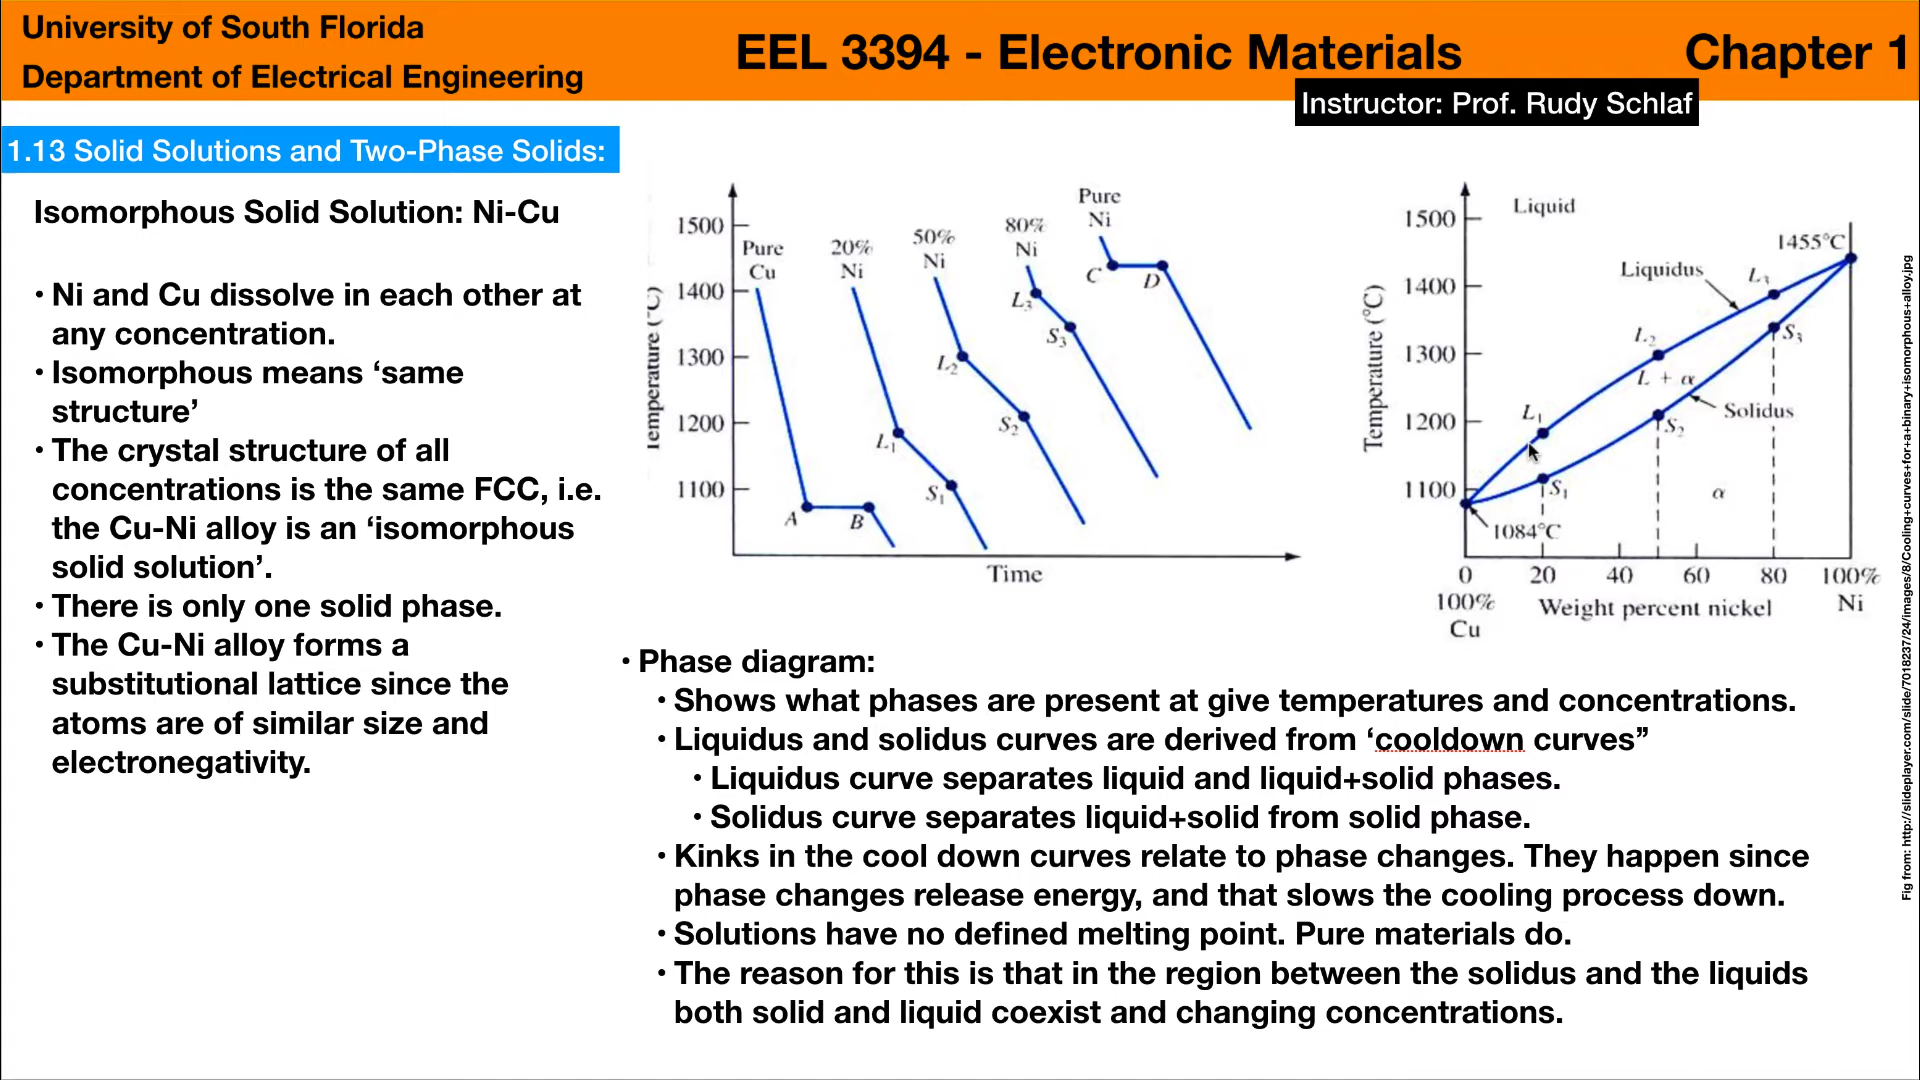 University of South Florida
Department of Electrical Engineering
EEL 3394 - Electronic Materials
Chapter 1
Instructor: Prof. Rudy Schlaf
1.13 Solid Solutions and Two-Phase Solids:
Isomorphous Solid Solution: Ni-Cu
• Ni and Cu dissolve in each other at
any concentration.
• Isomorphous means ‘same
structure’
• The crystal structure of all
concentrations is the same FCC, i.e.
the Cu-Ni alloy is an ‘isomorphous
solid solution’.
• There is only one solid phase.
• The Cu-Ni alloy forms a
substitutional lattice since the
atoms are of similar size and
electronegativity.
Temperature (°C)
1500
1400
1300
1200
1100
Pure
Cu
20%
Ni
50%
Ni
80%
Ni
Pure
Ni
A
B
L1
S1
L2
S2
L3
S3
C
D
Time
Temperature (°C)
1500
1400
1300
1200
1100
Liquid
1455°C
Liquidus
L3
L2
S3
L + α
Solidus
L1
S2
S1
α
1084°C
0
20
40
60
80
100%
100%
Cu
Weight percent nickel
Ni
Fig from: http://slideplayer.com/slide/7018237/24/images/8/Cooling+curves+for+a+binary+isomorphous+alloy.jpg
• Phase diagram:
• Shows what phases are present at give temperatures and concentrations.
• Liquidus and solidus curves are derived from ‘cooldown curves”
• Liquidus curve separates liquid and liquid+solid phases.
• Solidus curve separates liquid+solid from solid phase.
• Kinks in the cool down curves relate to phase changes. They happen since
phase changes release energy, and that slows the cooling process down.
• Solutions have no defined melting point. Pure materials do.
• The reason for this is that in the region between the solidus and the liquids
both solid and liquid coexist and changing concentrations.